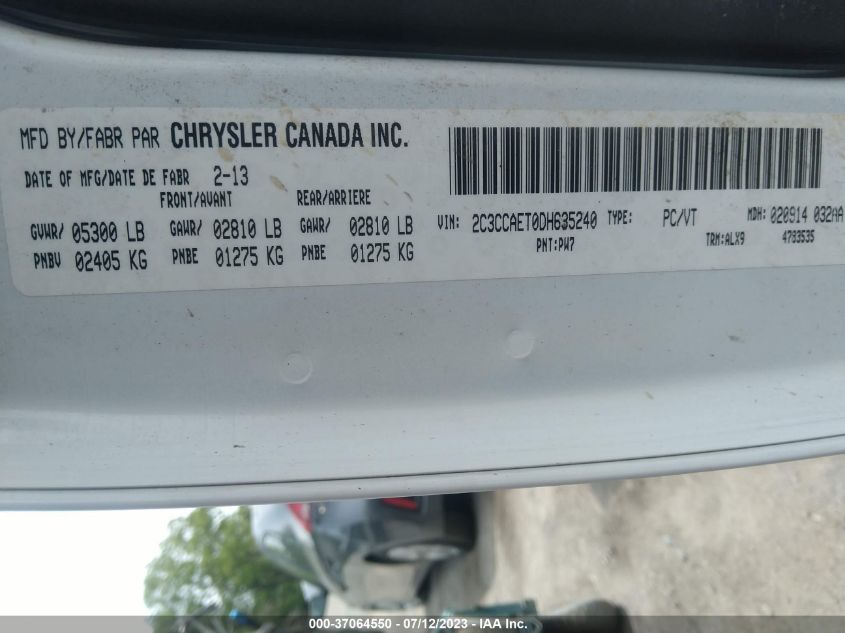 MFD BY/FABR PAR CHRYSLER CANADA INC.
DATE OF MFG/DATE DE FABR 2-13
FRONT/AVANT REAR/ARRIERE
GVWR/ 05300 LB GAWR/ 02810 LB GAWR/ 02810 LB
PNBV 02405 KG PNBE 01275 KG PNBE 01275 KG
VIN: 2C3CCAET0DH635240 TYPE: PC/VT MDH: 020914 032AA
PNT:PW7 TRM:ALX9 4793535
000-37064550 - 07/12/2023 - IAA Inc.